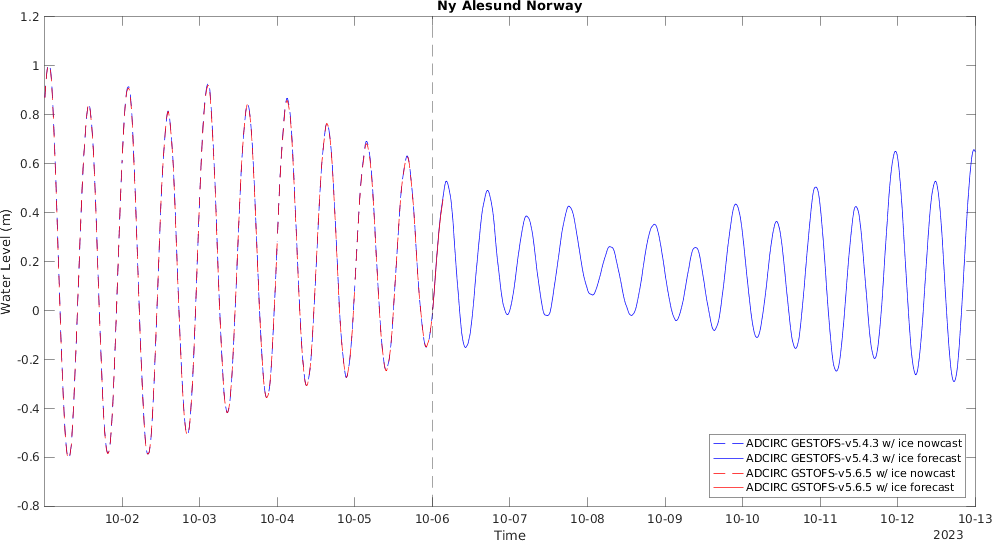 Ny Alesund Norway
1.2
1
0.8
0.6
0.4
0.2
0
-0.2
-0.4
-0.6
-0.8
Water Level (m)
ADCIRC GESTOFS-v5.4.3 w/ ice nowcast
ADCIRC GESTOFS-v5.4.3 w/ ice forecast
ADCIRC GSTOFS-v5.6.5 w/ ice nowcast
ADCIRC GSTOFS-v5.6.5 w/ ice forecast
10-02 10-03 10-04 10-05 10-06 10-07 10-08 10-09 10-10 10-11 10-12 10-13
Time
2023